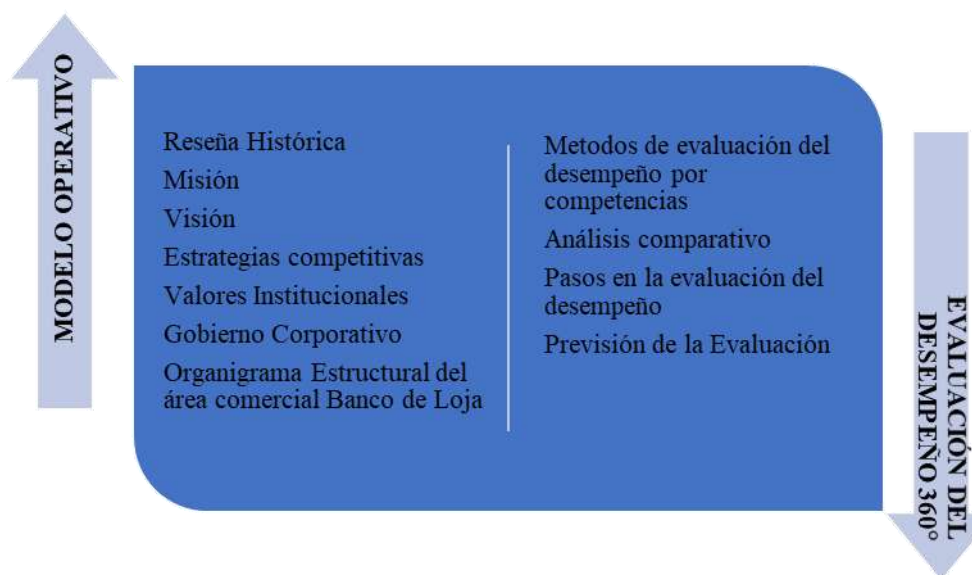 MODELO OPERATIVO
Reseña Histórica
Misión
Visión
Estrategias competitivas
Valores Institucionales
Gobierno Corporativo
Organigrama Estructural del
área comercial Banco de Loja
Metodos de evaluación del
desempeño por
competencias
Análisis comparativo
Pasos en la evaluación del
desempeño
Previsión de la Evaluación
EVALUACIÓN DEL
DESEMPEÑO 360°